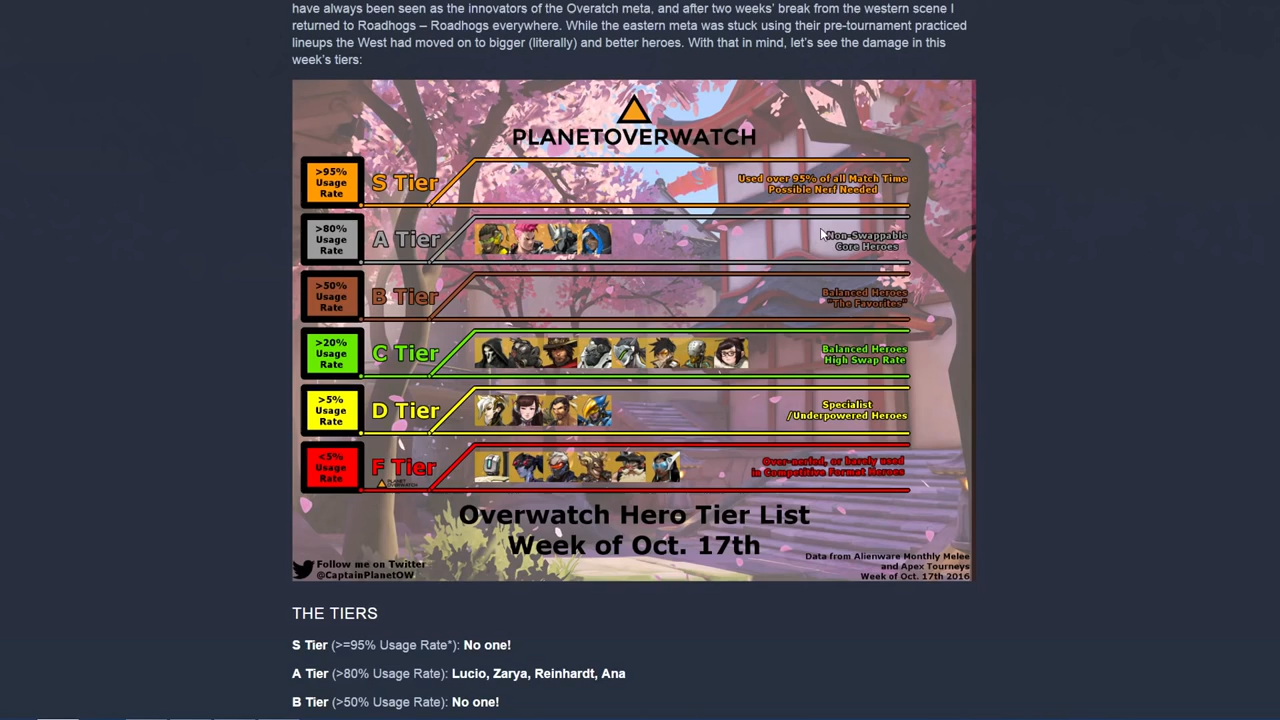 have always been seen as the innovators of the Overatch meta, and after two weeks' break from the western scene I
returned to Roadhogs – Roadhogs everywhere. While the eastern meta was stuck using their pre-tournament practiced
lineups the West had moved on to bigger (literally) and better heroes. With that in mind, let's see the damage in this
week's tiers:
PLANETOVERWATCH
>95%
Usage
Rate
S Tier
Used over 95% of all Match Time
Possible Nerf Needed
>80%
Usage
Rate
A Tier
Non-Swappable
Core Heroes
>50%
Usage
Rate
B Tier
Balanced Heroes
"The Favorites"
>20%
Usage
Rate
C Tier
Balanced Heroes
High Swap Rate
>5%
Usage
Rate
D Tier
Specialist
/Underpowered Heroes
<5%
Usage
Rate
F Tier
PLANET
OVERWATCH
Over-nerfed, or barely used
in Competitive Format Heroes
Overwatch Hero Tier List
Week of Oct. 17th
Follow me on Twitter
@CaptainPlanetOW
Data from Alienware Monthly Melee
and Apex Tourneys
Week of Oct. 17th 2016
THE TIERS
S Tier (>=95% Usage Rate*): No one!
A Tier (>80% Usage Rate): Lucio, Zarya, Reinhardt, Ana
B Tier (>50% Usage Rate): No one!